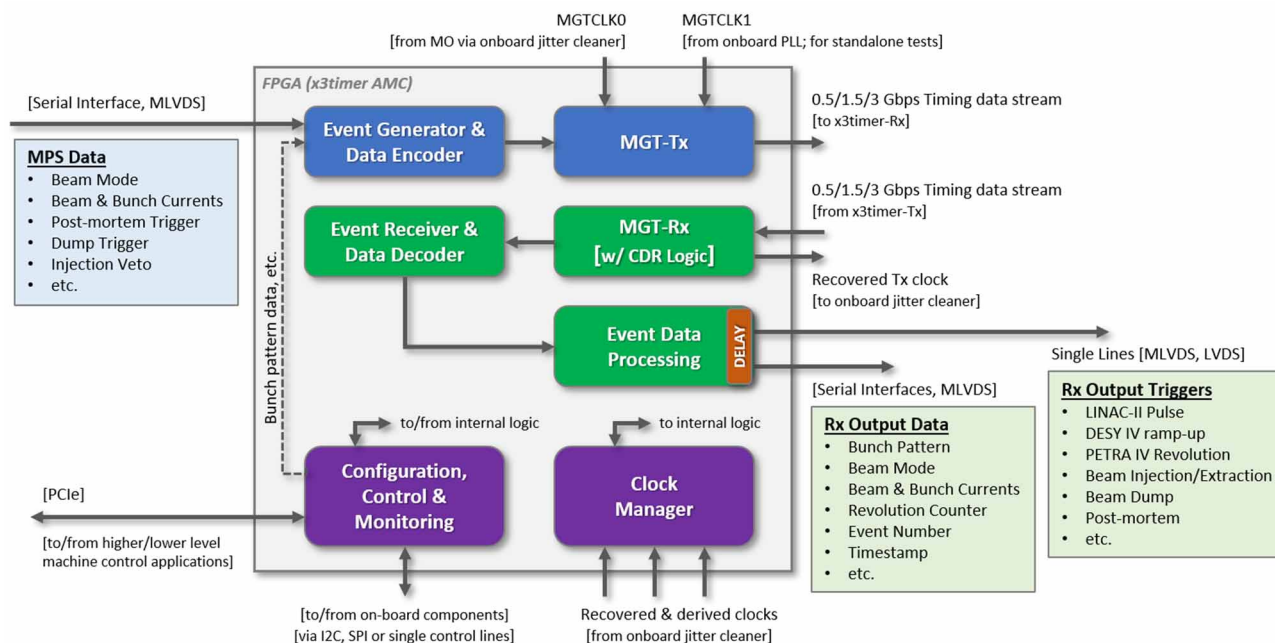 MGTCLK0
[from MO via onboard jitter cleaner]
MGTCLK1
[from onboard PLL; for standalone tests]
FPGA (x3timer AMC)
[Serial Interface, MLVDS]
Event Generator &
Data Encoder
MGT-Tx
0.5/1.5/3 Gbps Timing data stream
[to x3timer-Rx]
MPS Data
• Beam Mode
• Beam & Bunch Currents
• Post-mortem Trigger
• Dump Trigger
• Injection Veto
• etc.
Bunch pattern data, etc.
Event Receiver &
Data Decoder
MGT-Rx
[w/ CDR Logic]
0.5/1.5/3 Gbps Timing data stream
[from x3timer-Tx]
Recovered Tx clock
[to onboard jitter cleaner]
Event Data
Processing
DELAY
Single Lines [MLVDS, LVDS]
[Serial Interfaces, MLVDS]
Rx Output Triggers
• LINAC-II Pulse
• DESY IV ramp-up
• PETRA IV Revolution
• Beam Injection/Extraction
• Beam Dump
• Post-mortem
• etc.
Rx Output Data
• Bunch Pattern
• Beam Mode
• Beam & Bunch Currents
• Revolution Counter
• Event Number
• Timestamp
• etc.
to/from internal logic
to internal logic
Configuration,
Control &
Monitoring
Clock
Manager
[PCIe]
[to/from higher/lower level
machine control applications]
[to/from on-board components]
[via I2C, SPI or single control lines]
Recovered & derived clocks
[from onboard jitter cleaner]